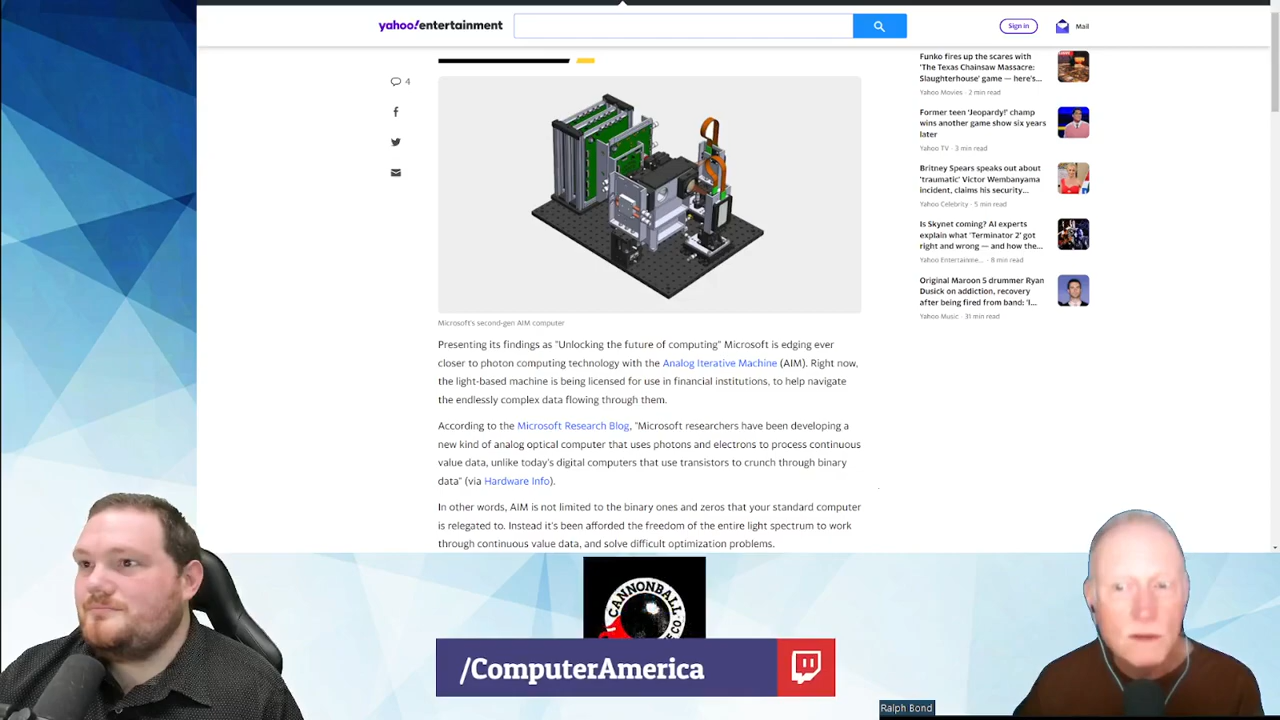 yahoo!entertainment
Sign in
Mail
4
Microsoft's second-gen AIM computer
Presenting its findings as "Unlocking the future of computing" Microsoft is edging ever
closer to photon computing technology with the Analog Iterative Machine (AIM). Right now,
the light-based machine is being licensed for use in financial institutions, to help navigate
the endlessly complex data flowing through them.
According to the Microsoft Research Blog, "Microsoft researchers have been developing a
new kind of analog optical computer that uses photons and electrons to process continuous
value data, unlike today's digital computers that use transistors to crunch through binary
data" (via Hardware Info).
In other words, AIM is not limited to the binary ones and zeros that your standard computer
is relegated to. Instead it's been afforded the freedom of the entire light spectrum to work
through continuous value data, and solve difficult optimization problems.
Funko fires up the scares with
'The Texas Chainsaw Massacre:
Slaughterhouse' game — here's...
Yahoo Movies · 2 min read
Former teen 'Jeopardy!' champ
wins another game show six years
later
Yahoo TV · 3 min read
Britney Spears speaks out about
'traumatic' Victor Wembanyama
incident, claims his security...
Yahoo Celebrity · 5 min read
Is Skynet coming? AI experts
explain what 'Terminator 2' got
right and wrong — and how the...
Yahoo Entertainme... · 8 min read
Original Maroon 5 drummer Ryan
Dusick on addiction, recovery
after being fired from band: 'I...
Yahoo Music · 31 min read
CANNONBALL
/ComputerAmerica
Ralph Bond